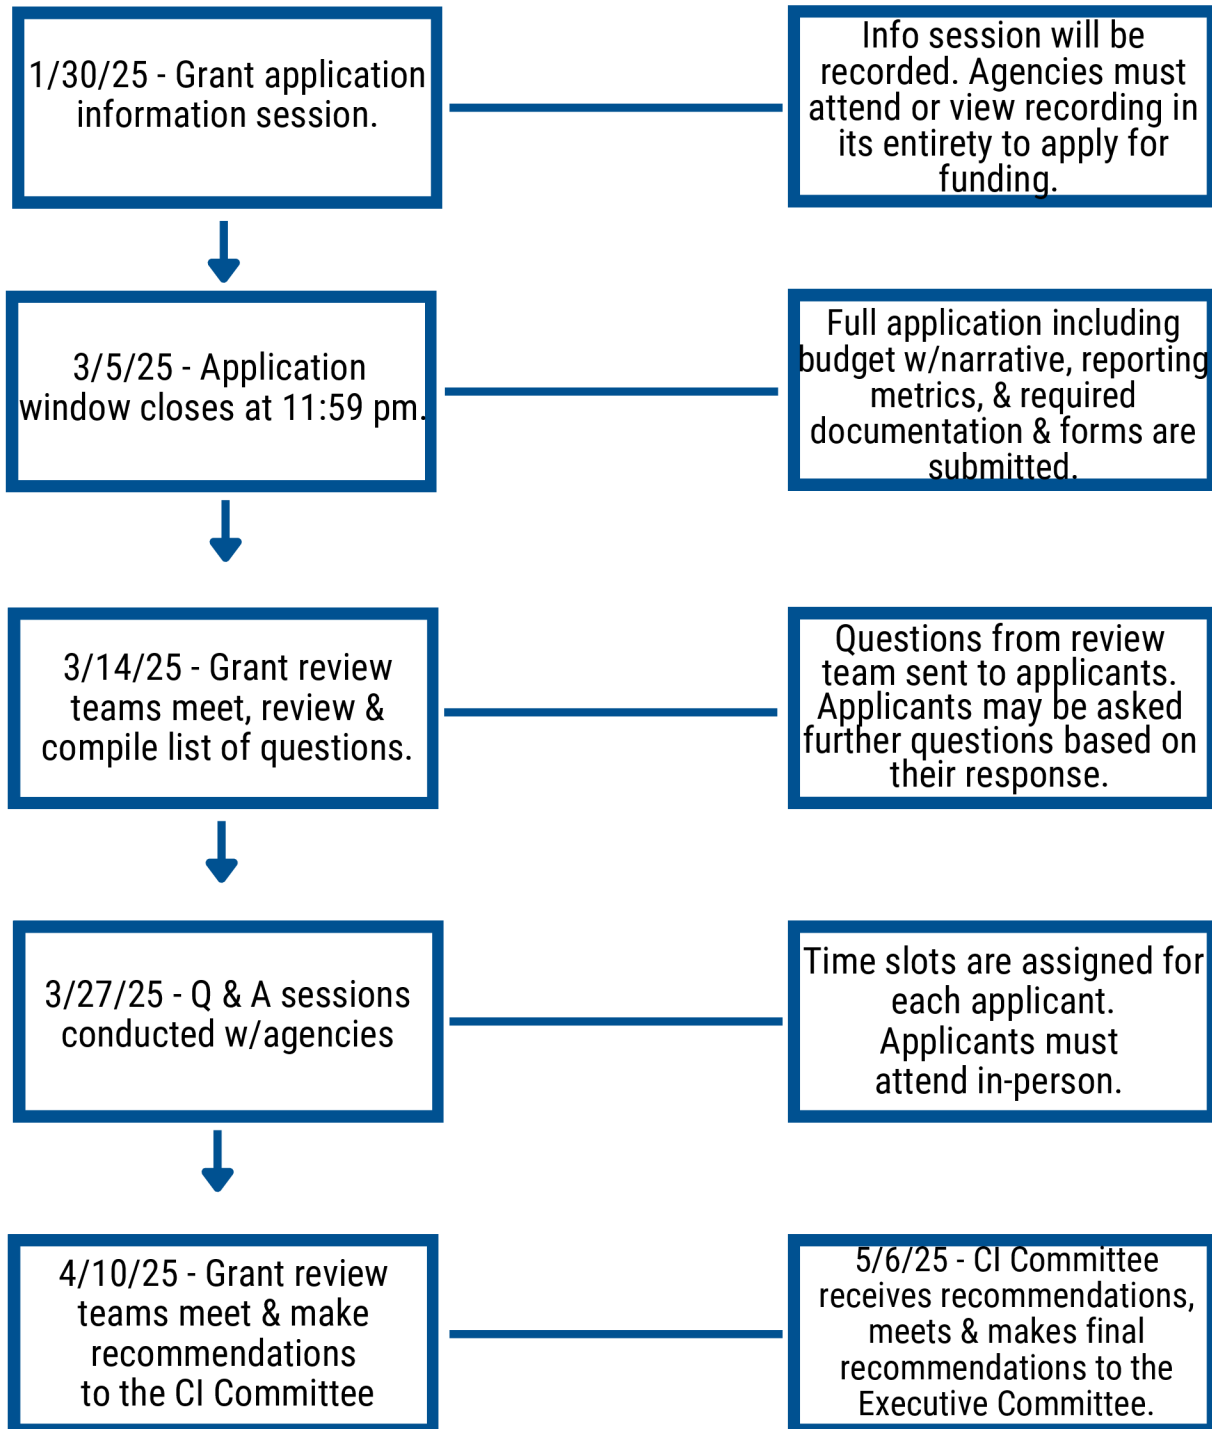 1/30/25 - Grant application
information session.
Info session will be
recorded. Agencies must
attend or view recording in
its entirety to apply for
funding.
3/5/25 - Application
window closes at 11:59 pm.
Full application including
budget w/narrative, reporting
metrics, & required
documentation & forms are
submitted.
3/14/25 - Grant review
teams meet, review &
compile list of questions.
Questions from review
team sent to applicants.
Applicants may be asked
further questions based on
their response.
3/27/25 - Q & A sessions
conducted w/agencies
Time slots are assigned for
each applicant.
Applicants must
attend in-person.
4/10/25 - Grant review
teams meet & make
recommendations
to the CI Committee
5/6/25 - CI Committee
receives recommendations,
meets & makes final
recommendations to the
Executive Committee.